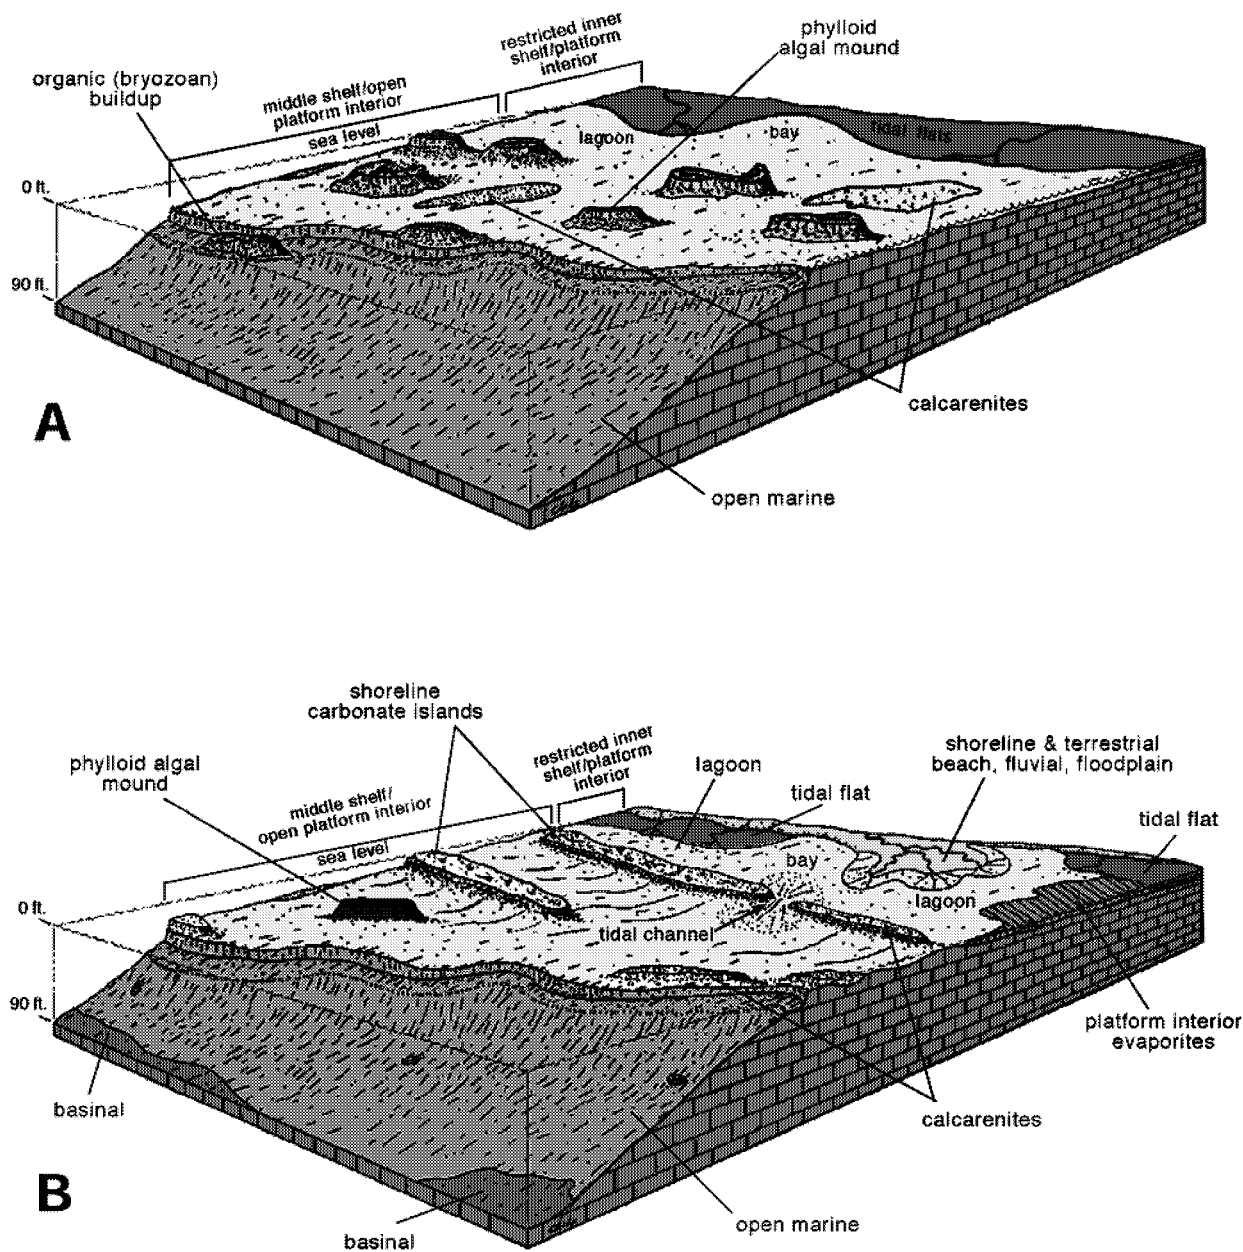 phylloid
algal mound
restricted inner
shelf/platform
interior
organic (bryozoan)
buildup
middle shelf/open
platform interior
sea level
lagoon
bay
tidal flats
0 ft.
90 ft.
calcarenites
A
open marine
shoreline
carbonate islands
restricted inner
shelf/platform
interior
shoreline & terrestrial
beach, fluvial, floodplain
phylloid algal
mound
lagoon
middle shelf/
open platform interior
tidal flat
tidal flat
sea level
bay
lagoon
0 ft.
tidal channel
90 ft.
platform interior
evaporites
basinal
calcarenites
B
open marine
basinal